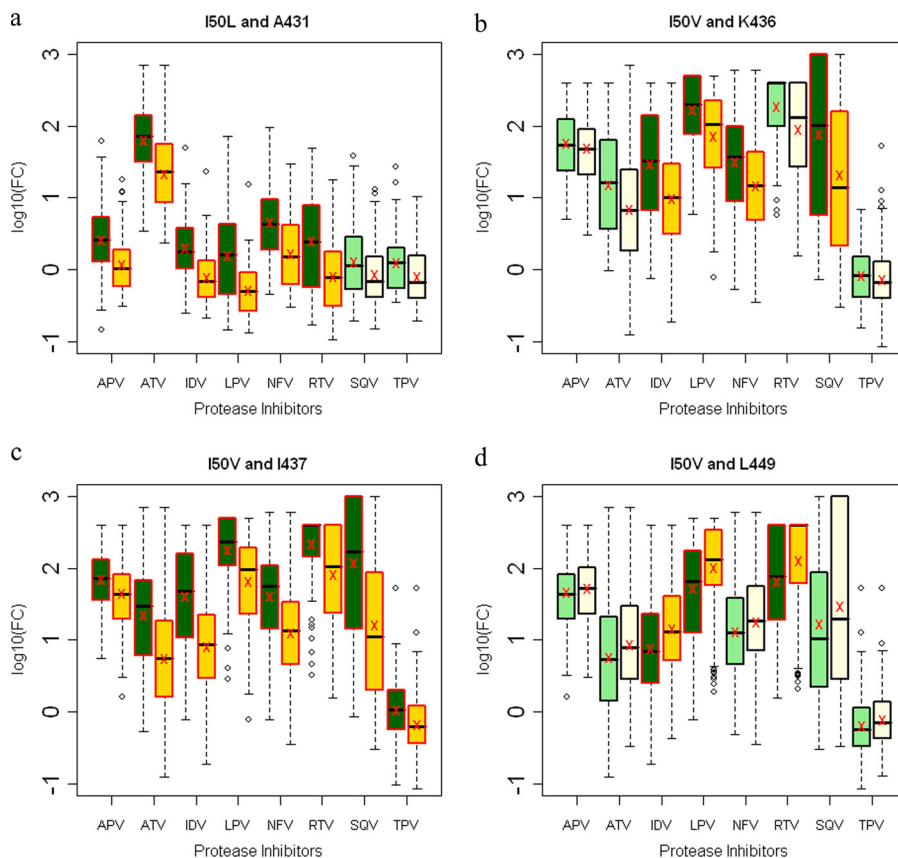 a
I50L and A431
log10(FC)
3
2
1
0
-1
APV ATV IDV LPV NFV RTV SQV TPV
Protease Inhibitors
b
I50V and K436
log10(FC)
3
2
1
0
-1
APV ATV IDV LPV NFV RTV SQV TPV
Protease Inhibitors
c
I50V and I437
log10(FC)
3
2
1
0
-1
APV ATV IDV LPV NFV RTV SQV TPV
Protease Inhibitors
d
I50V and L449
log10(FC)
3
2
1
0
-1
APV ATV IDV LPV NFV RTV SQV TPV
Protease Inhibitors